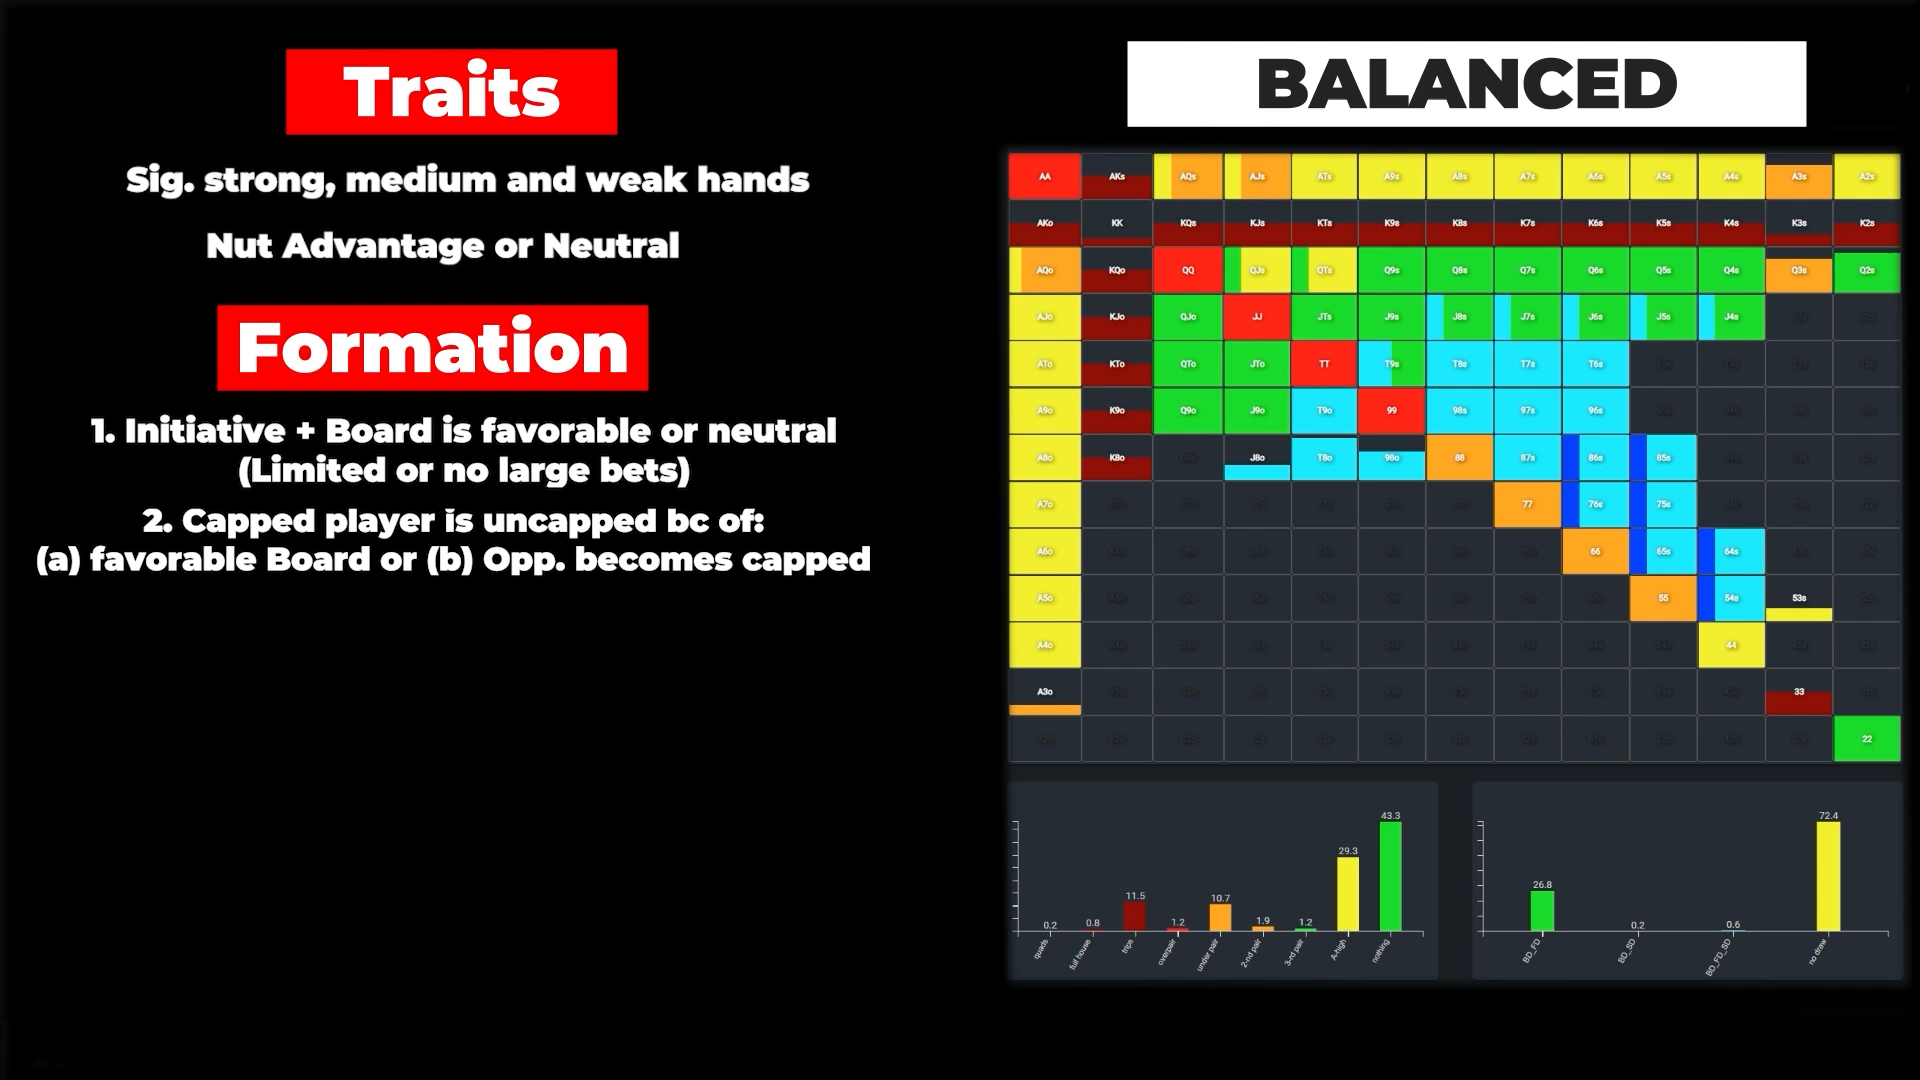 Traits
Sig. strong, medium and weak hands
Nut Advantage or Neutral
Formation
1. Initiative + Board is favorable or neutral
(Limited or no large bets)
2. Capped player is uncapped bc of:
(a) favorable Board or (b) Opp. becomes capped
BALANCED
AA AKs AQs AJs ATs A9s A8s A7s A6s A5s A4s A3s A2s
AKo KK KQs KJs KTs K9s K8s K7s K6s K5s K4s K3s K2s
AQo KQo QQ QJs QTs Q9s Q8s Q7s Q6s Q5s Q4s Q3s Q2s
AJo KJo QJo JJ JTs J9s J8s J7s J6s J5s J4s
ATo KTo QTo JTo TT T9s T8s T7s T6s
A9o K9o Q9o J9o T9o 99 98s 97s 96s
A8o K8o J8o T8o 98o 88 87s 86s 85s
A7o 77 76s 75s
A6o 66 65s 64s
A5o 55 54s 53s
A4o 44
A3o 33
22
0.2 0.8 11.5 1.2 10.7 1.9 1.2 29.3 43.3
quads full house trips overpair under pair 2-nd pair 3-rd pair A-high nothing
26.8 0.2 0.6 72.4
BD_FD BD_SD BD_FD_SD no draw